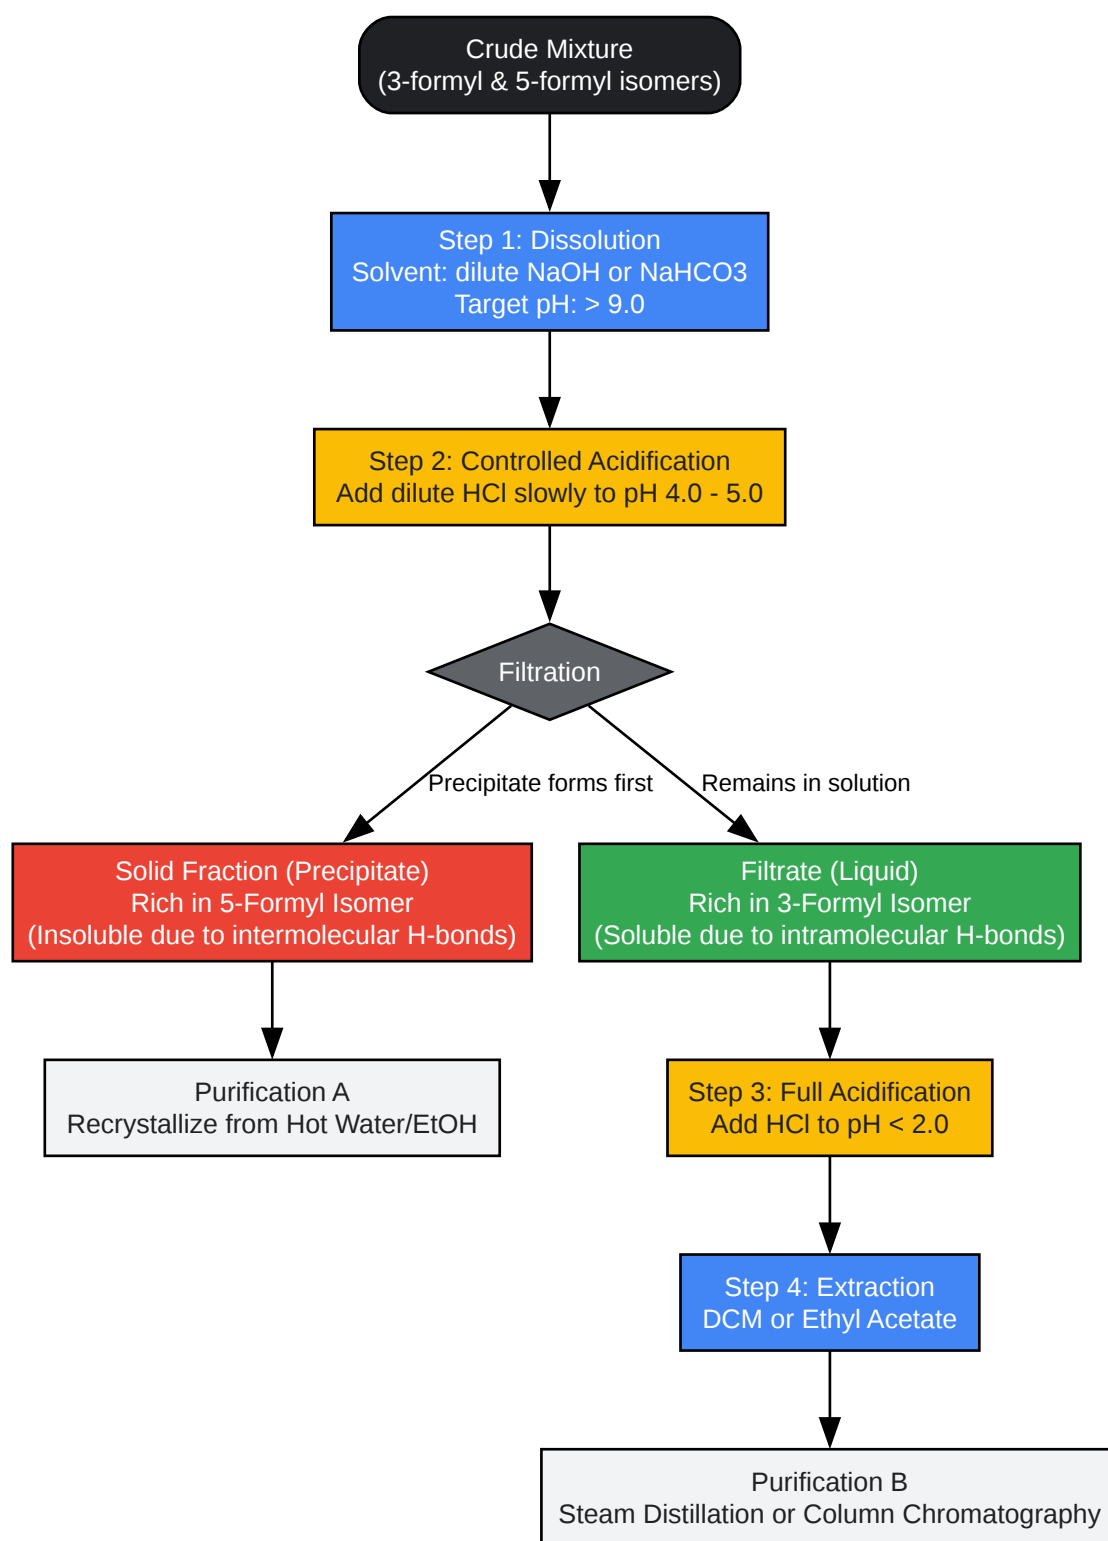 Crude Mixture
(3-formyl & 5-formyl isomers)
Step 1: Dissolution
Solvent: dilute NaOH or NaHCO3
Target pH: > 9.0
Step 2: Controlled Acidification
Add dilute HCl slowly to pH 4.0 - 5.0
Filtration
Precipitate forms first
Remains in solution
Solid Fraction (Precipitate)
Rich in 5-Formyl Isomer
(Insoluble due to intermolecular H-bonds)
Filtrate (Liquid)
Rich in 3-Formyl Isomer
(Soluble due to intramolecular H-bonds)
Purification A
Recrystallize from Hot Water/EtOH
Step 3: Full Acidification
Add HCl to pH < 2.0
Step 4: Extraction
DCM or Ethyl Acetate
Purification B
Steam Distillation or Column Chromatography